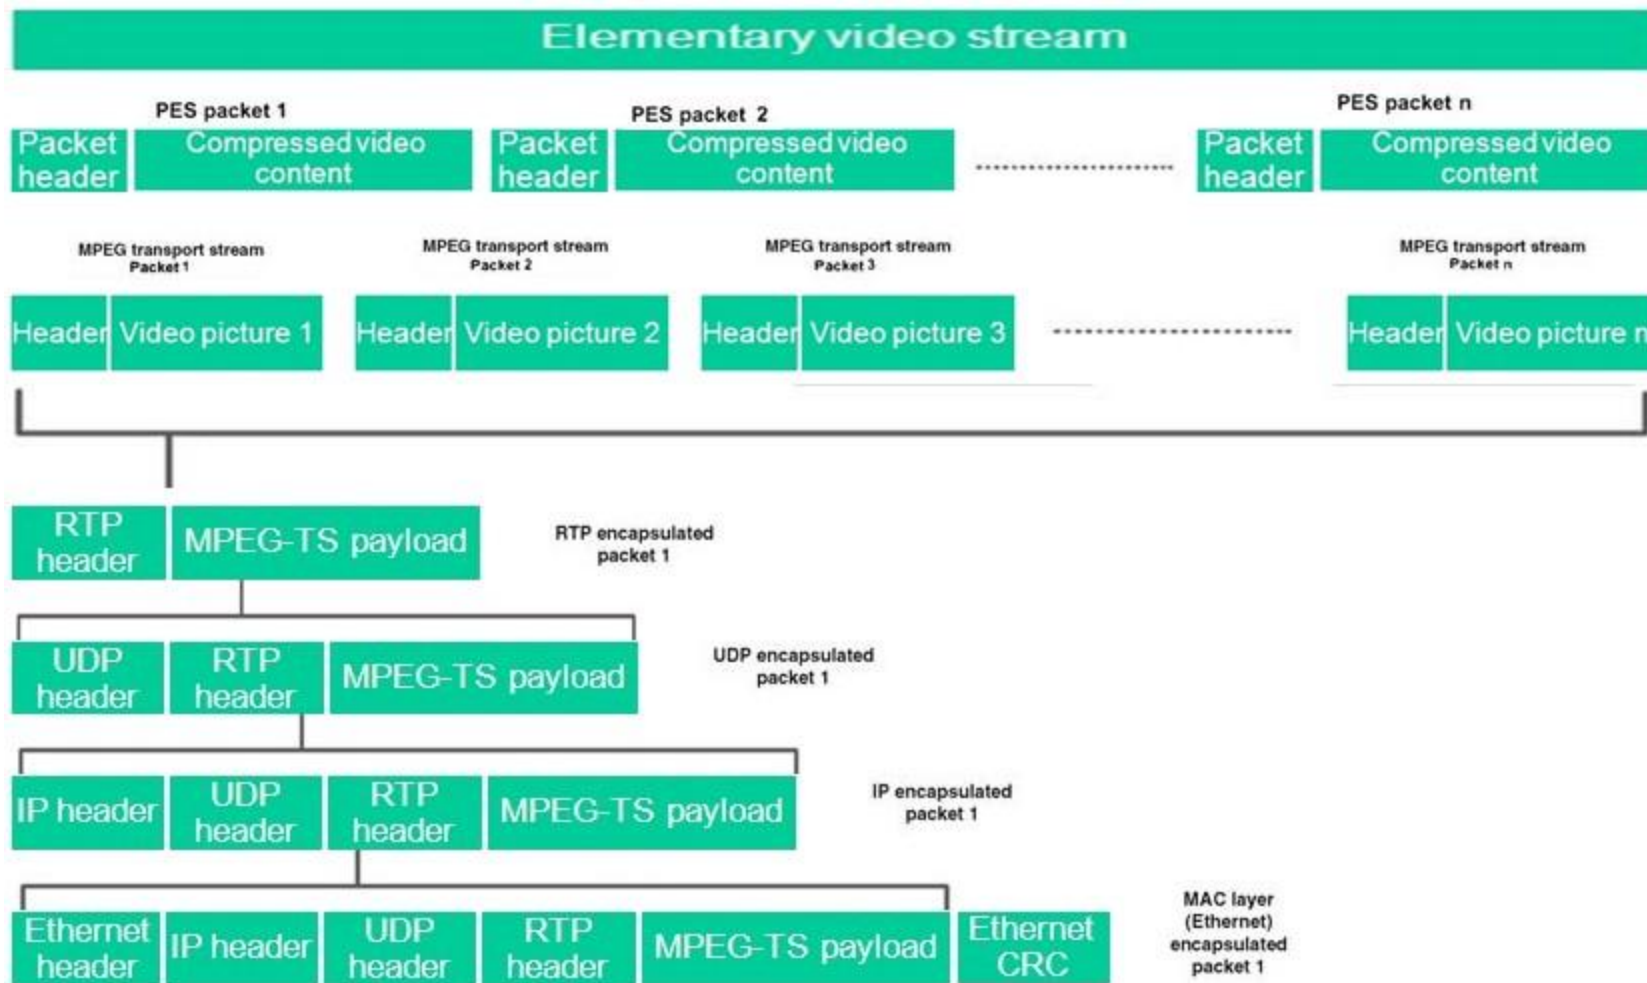 Elementary video stream
PES packet 1
PES packet 2
PES packet n
Packet
header
Compressed video
content
Packet
header
Compressed video
content
Packet
header
Compressed video
content
MPEG transport stream
Packet 1
MPEG transport stream
Packet 2
MPEG transport stream
Packet 3
MPEG transport stream
Packet n
Header
Video picture 1
Header
Video picture 2
Header
Video picture 3
Header
Video picture n
RTP
header
MPEG-TS payload
RTP encapsulated
packet 1
UDP
header
RTP
header
MPEG-TS payload
UDP encapsulated
packet 1
IP header
UDP
header
RTP
header
MPEG-TS payload
IP encapsulated
packet 1
Ethernet
header
IP header
UDP
header
RTP
header
MPEG-TS payload
Ethernet
CRC
MAC layer
(Ethernet)
encapsulated
packet 1